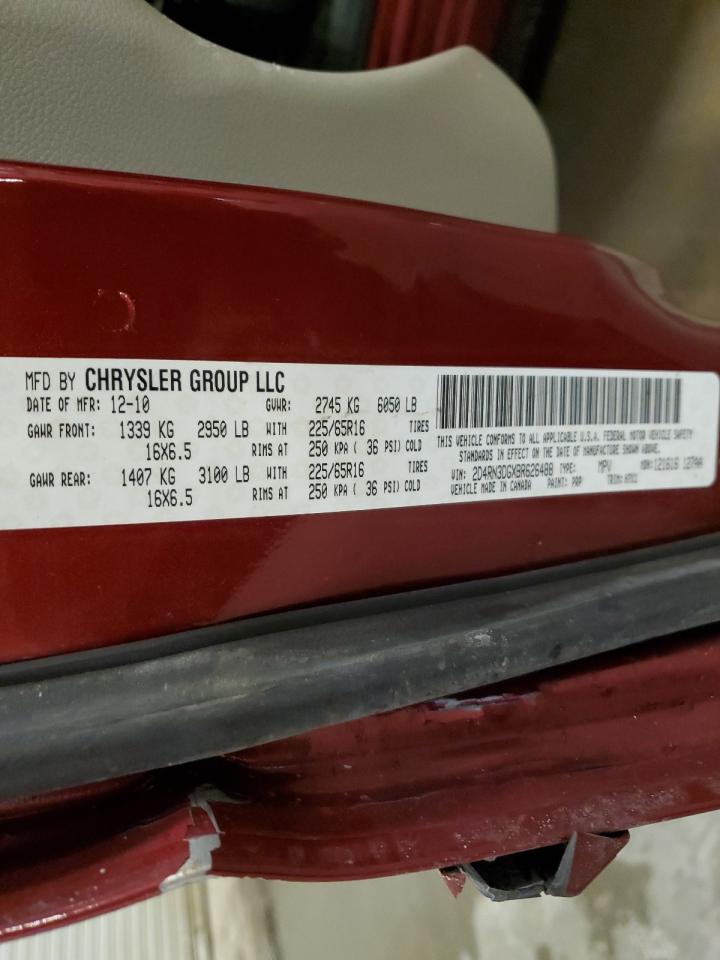 MFD BY CHRYSLER GROUP LLC
DATE OF MFR: 12-10 GVWR: 2745 KG 6050 LB
GAWR FRONT: 1339 KG 2950 LB WITH 225/65R16 TIRES
16X6.5 RIMS AT 250 KPA ( 36 PSI) COLD
GAWR REAR: 1407 KG 3100 LB WITH 225/65R16 TIRES
16X6.5 RIMS AT 250 KPA ( 36 PSI) COLD
THIS VEHICLE CONFORMS TO ALL APPLICABLE U.S.A. FEDERAL MOTOR VEHICLE SAFETY
STANDARDS IN EFFECT ON THE DATE OF MANUFACTURE SHOWN ABOVE.
VIN: 2D4RN3DGXBR626488 TYPE: MPV MDH: 121616 127AA
VEHICLE MADE IN CANADA PAINT: PRP TRIM: